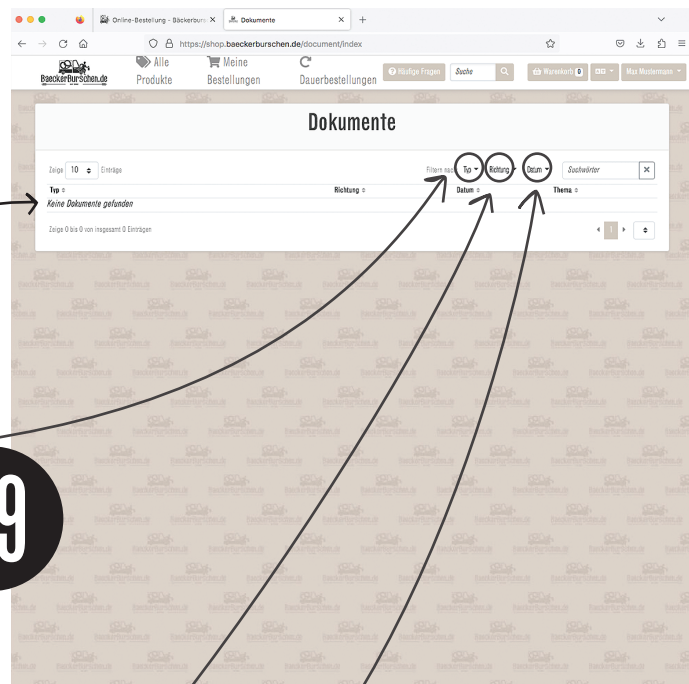 Online-Bestellung - Bäckerburs
Dokumente
https://shop.baeckerburschen.de/document/index
BaeckerBurschen.de
Alle Produkte
Meine Bestellungen
Dauerbestellungen
Häufige Fragen
Suche
Warenkorb 0
Max Mustermann
Dokumente
Zeige 10 Einträge
Filtern nach Typ Richtung Datum Suchwörter
Typ Richtung Datum Thema
Keine Dokumente gefunden
Zeige 0 bis 0 von insgesamt 0 Einträgen
1
9